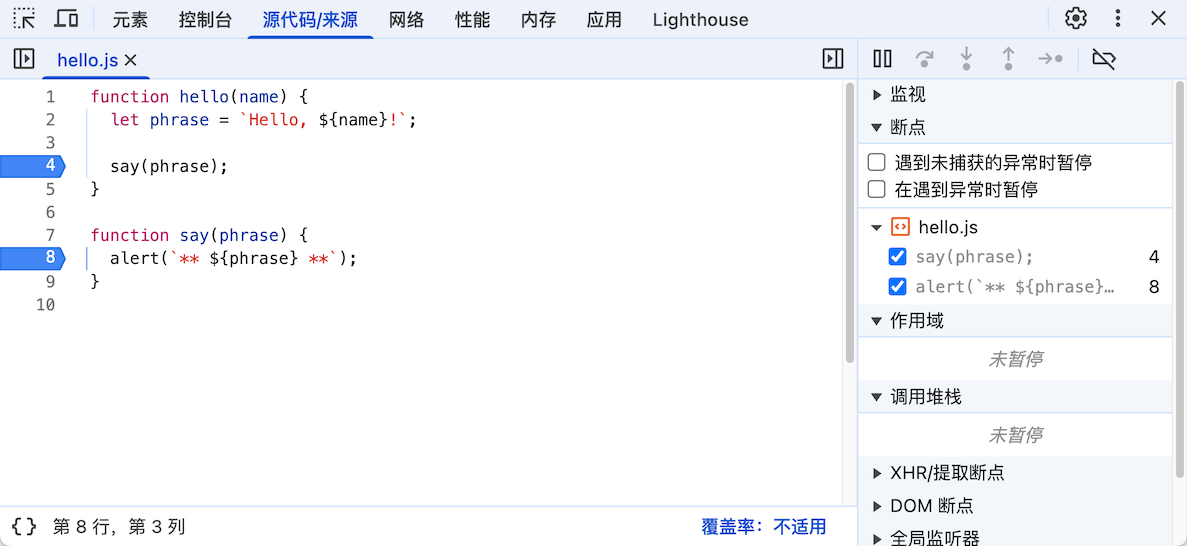 元素 控制台 源代码/来源 网络 性能 内存 应用 Lighthouse
hello.js
1 function hello(name) {
2 let phrase = `Hello, ${name}!`;
3
4 say(phrase);
5 }
6
7 function say(phrase) {
8 alert(`** ${phrase} **`);
9 }
10
第 8 行，第 3 列
覆盖率：不适用
监视
断点
遇到未捕获的异常时暂停
在遇到异常时暂停
hello.js
say(phrase); 4
alert(`** ${phrase}… 8
作用域
未暂停
调用堆栈
未暂停
XHR/提取断点
DOM 断点
全局监听器